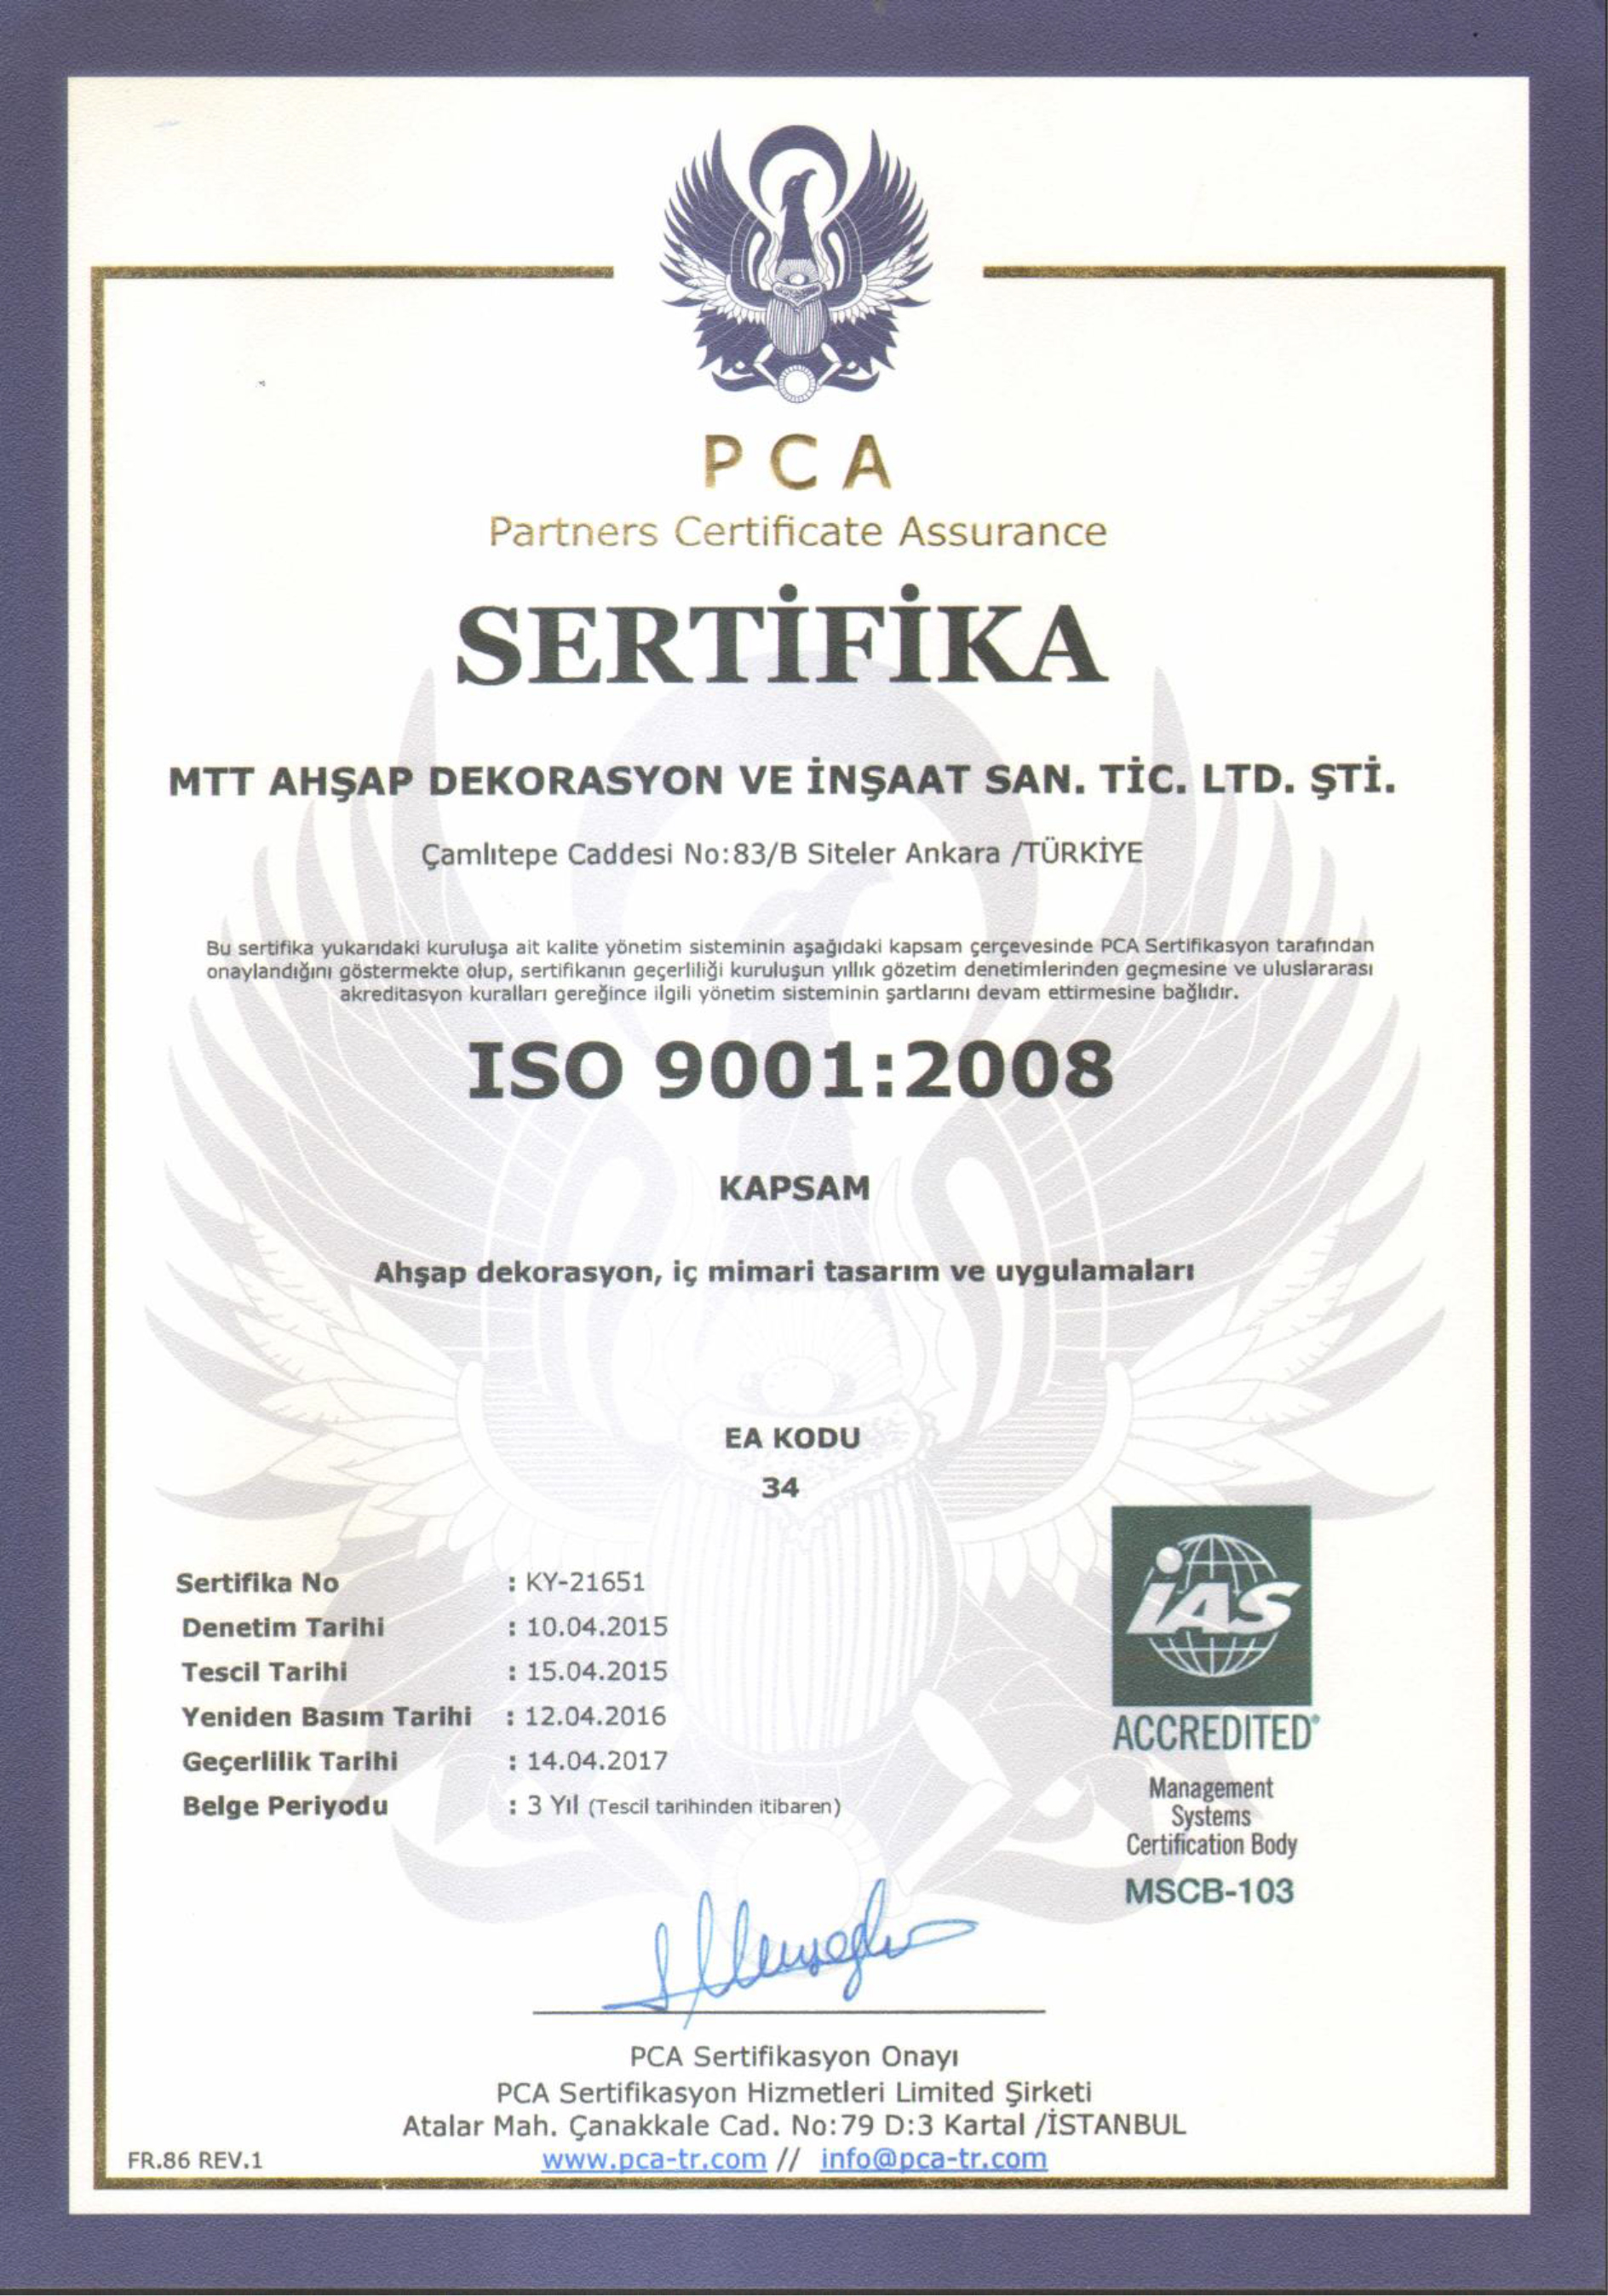 PCA
Partners Certificate Assurance
SERTİFİKA
MTT AHŞAP DEKORASYON VE İNŞAAT SAN. TİC. LTD. ŞTİ.
Çamlıtepe Caddesi No:83/B Siteler Ankara /TÜRKİYE
Bu sertifika yukarıdaki kuruluşa ait kalite yönetim sisteminin aşağıdaki kapsam çerçevesinde PCA Sertifikasyon tarafından
onaylandığını göstermekte olup, sertifikanın geçerliliği kuruluşun yıllık gözetim denetimlerinden geçmesine ve uluslararası
akreditasyon kuralları gereğince ilgili yönetim sisteminin şartlarını devam ettirmesine bağlıdır.
ISO 9001:2008
KAPSAM
Ahşap dekorasyon, iç mimari tasarım ve uygulamaları
EA KODU
34
Sertifika No : KY-21651
Denetim Tarihi : 10.04.2015
Tescil Tarihi : 15.04.2015
Yeniden Basım Tarihi : 12.04.2016
Geçerlilik Tarihi : 14.04.2017
Belge Periyodu : 3 Yıl (Tescil tarihinden itibaren)
iAS
ACCREDITED®
Management
Systems
Certification Body
MSCB-103
PCA Sertifikasyon Onayı
PCA Sertifikasyon Hizmetleri Limited Şirketi
Atalar Mah. Çanakkale Cad. No:79 D:3 Kartal /İSTANBUL
FR.86 REV.1
www.pca-tr.com // info@pca-tr.com